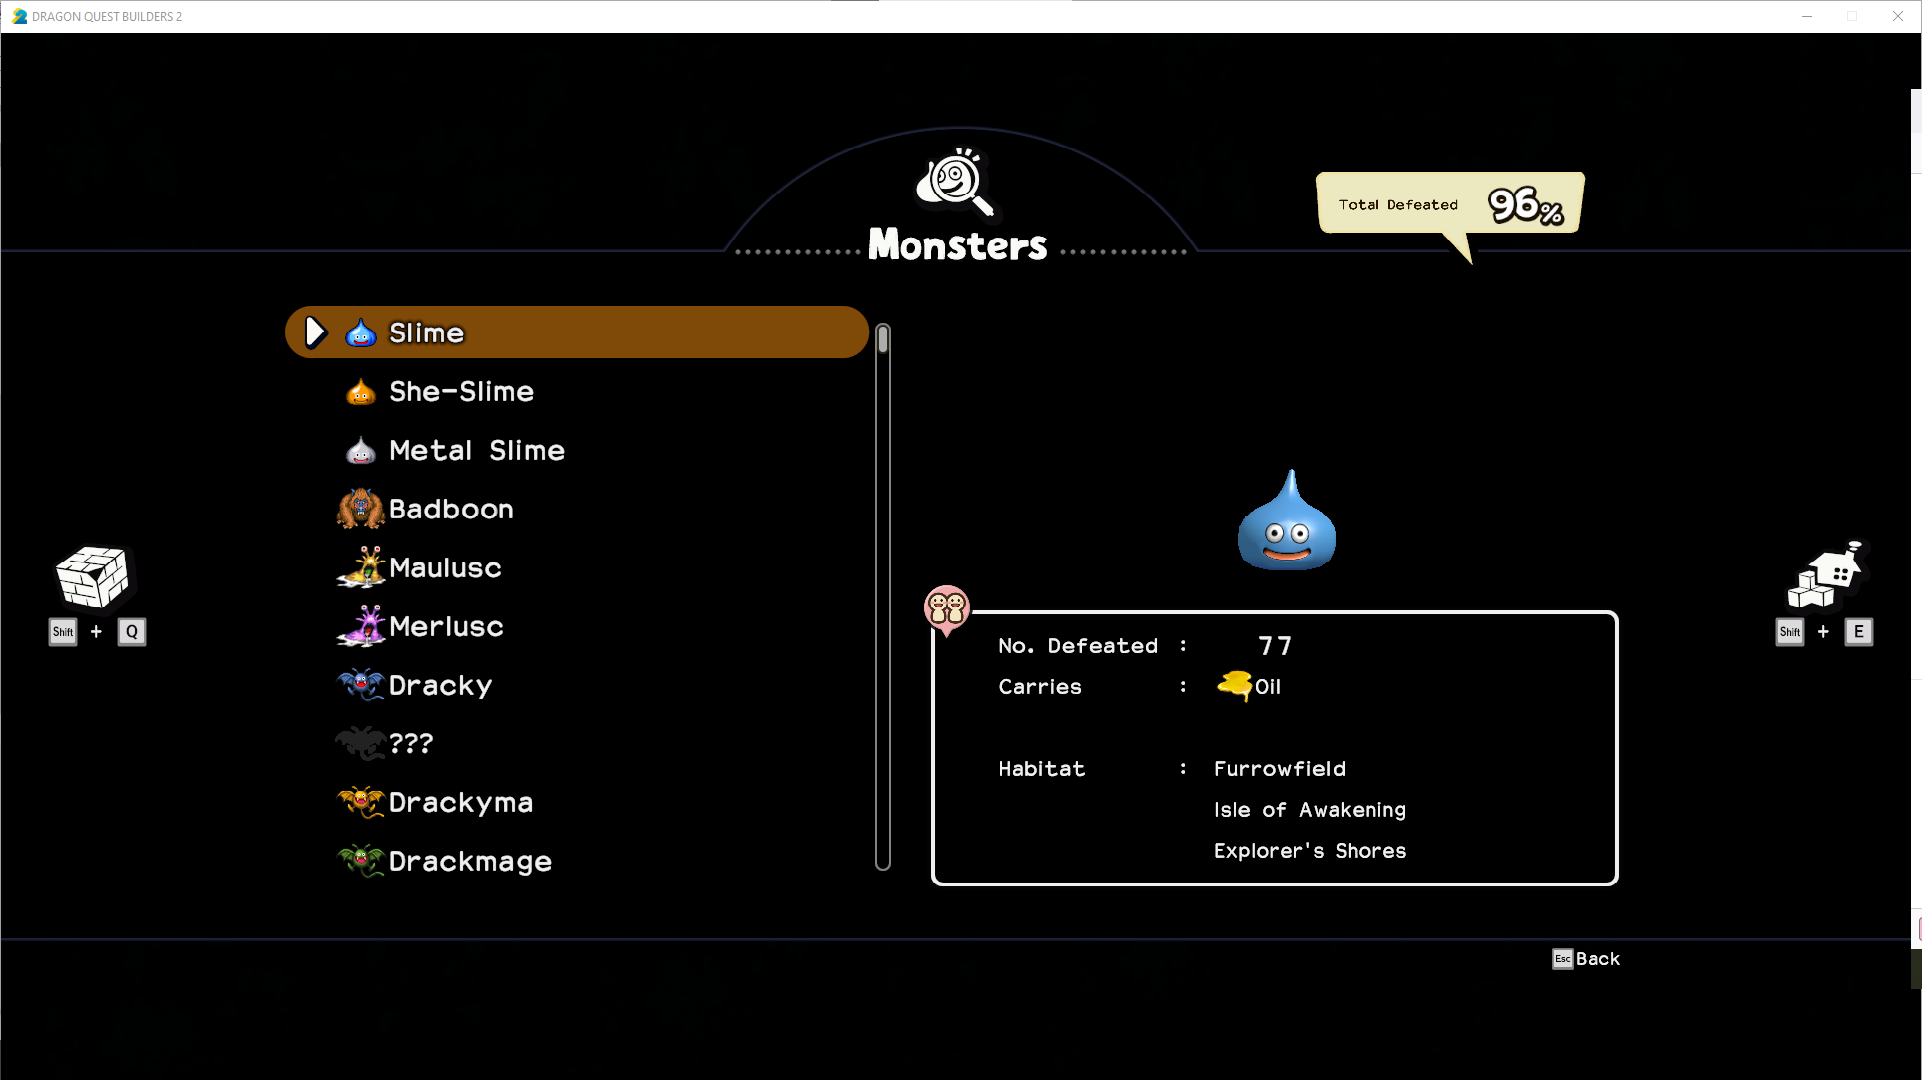 DRAGON QUEST BUILDERS 2
Total Defeated 96%
Monsters
Slime
She-Slime
Metal Slime
Badboon
Maulusc
Merlusc
Dracky
???
Drackyma
Drackmage
Shift + Q
Shift + E
No. Defeated : 77
Carries : Oil
Habitat : Furrowfield
Isle of Awakening
Explorer's Shores
Esc Back